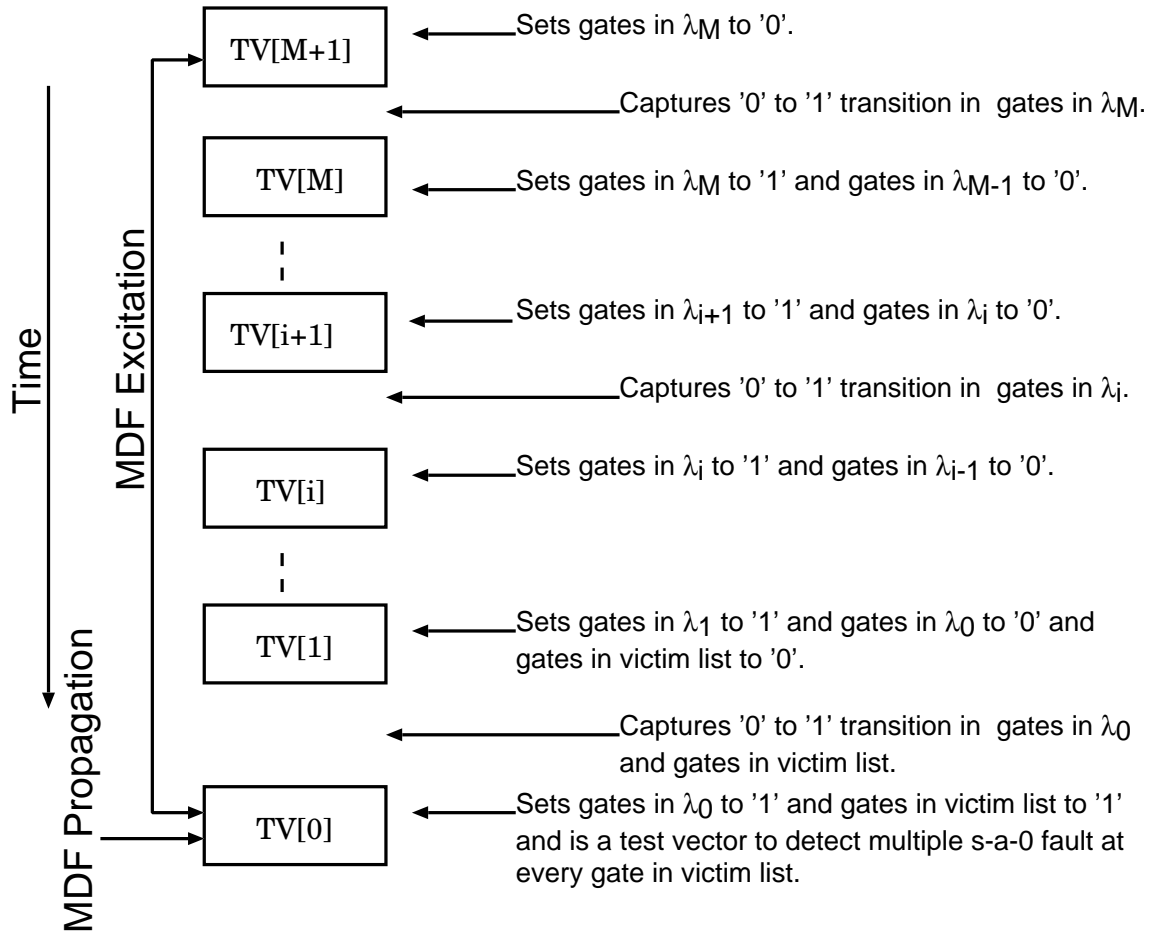 Sets gates in λM to '0'.
TV[M+1]
Captures '0' to '1' transition in gates in λM.
TV[M]
Sets gates in λM to '1' and gates in λM-1 to '0'.
Sets gates in λi+1 to '1' and gates in λi to '0'.
TV[i+1]
Captures '0' to '1' transition in gates in λi.
Sets gates in λi to '1' and gates in λi-1 to '0'.
TV[i]
Sets gates in λ1 to '1' and gates in λ0 to '0' and
gates in victim list to '0'.
TV[1]
Captures '0' to '1' transition in gates in λ0
and gates in victim list.
Sets gates in λ0 to '1' and gates in victim list to '1'
and is a test vector to detect multiple s-a-0 fault at
every gate in victim list.
TV[0]
Time
MDF Excitation
MDF Propagation